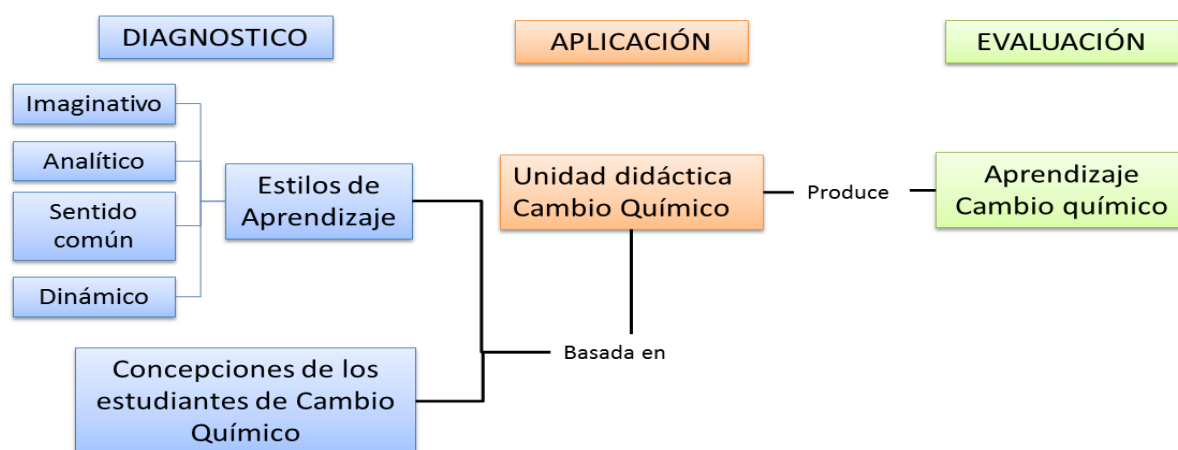 DIAGNOSTICO
APLICACIÓN
EVALUACIÓN
Imaginativo
Analítico
Sentido
común
Dinámico
Estilos de
Aprendizaje
Concepciones de los
estudiantes de Cambio
Químico
Unidad didáctica
Cambio Químico
Basada en
Produce
Aprendizaje
Cambio químico